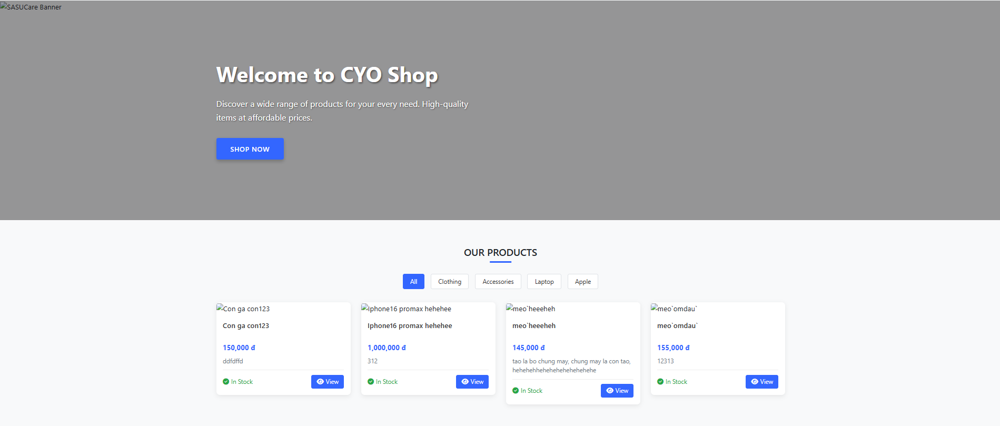 SASUCare Banner
Welcome to CYO Shop
Discover a wide range of products for your every need. High-quality
items at affordable prices.
SHOP NOW
OUR PRODUCTS
All Clothing Accessories Laptop Apple
Con ga con123
Con ga con123
150,000 đ
ddfdffd
In Stock View
Iphone16 promax hehehee
Iphone16 promax hehehee
1,000,000 đ
312
In Stock View
meo`heeeheh
meo`heeeheh
145,000 đ
tao la bo chung may, chung may la con tao,
hehehehhehehehehehehehehe
In Stock View
meo`omdau`
meo`omdau`
155,000 đ
12313
In Stock View